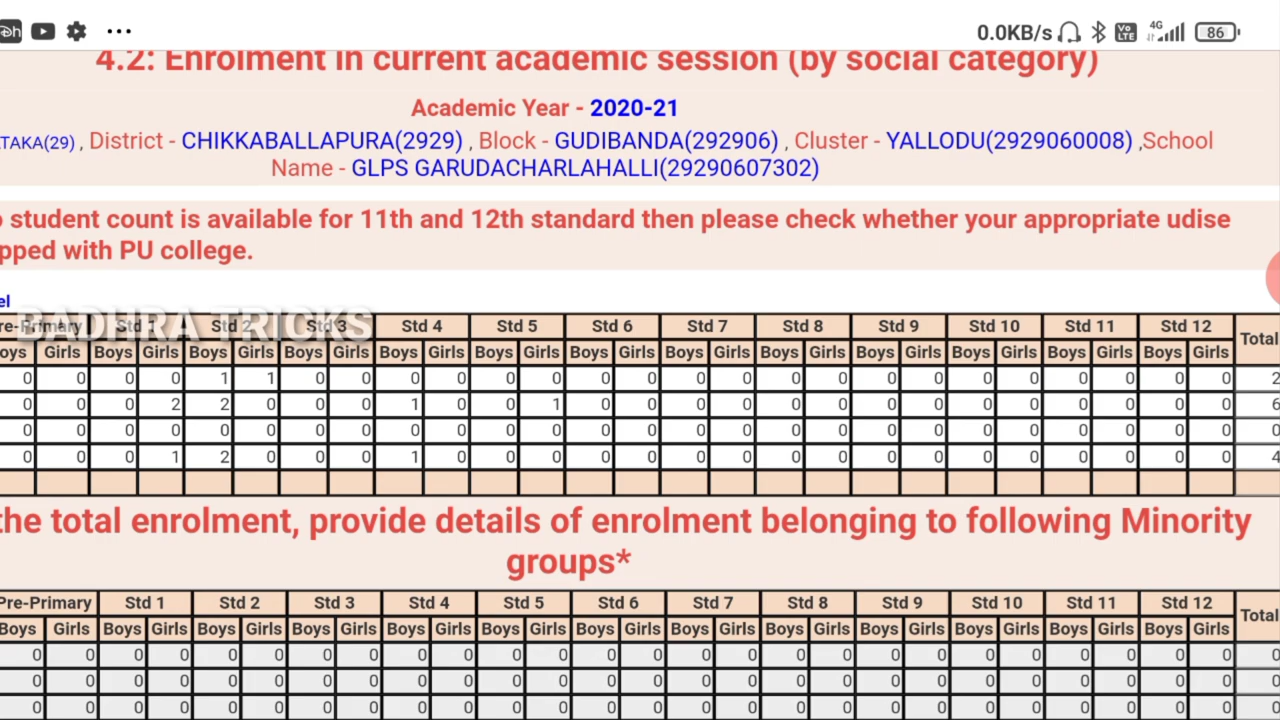 Dh ...
0.0KB/s Vo LTE 4G 86
4.2: Enrolment in current academic session (by social category)
Academic Year - 2020-21
TAKA(29) , District - CHIKKABALLAPURA(2929) , Block - GUDIBANDA(292906) , Cluster - YALLODU(2929060008) ,School
Name - GLPS GARUDACHARLAHALLI(29290607302)
o student count is available for 11th and 12th standard then please check whether your appropriate udise
pped with PU college.
el
BADHRA TRICKS
re-Primary Std 1 Std 2 Std 3 Std 4 Std 5 Std 6 Std 7 Std 8 Std 9 Std 10 Std 11 Std 12 Total
oys Girls Boys Girls Boys Girls Boys Girls Boys Girls Boys Girls Boys Girls Boys Girls Boys Girls Boys Girls Boys Girls Boys Girls Boys Girls
0 0 0 0 1 1 0 0 0 0 0 0 0 0 0 0 0 0 0 0 0 0 0 0 0 0 2
0 0 0 2 2 0 0 0 1 0 0 1 0 0 0 0 0 0 0 0 0 0 0 0 0 0 6
0 0 0 0 0 0 0 0 0 0 0 0 0 0 0 0 0 0 0 0 0 0 0 0 0 0 0
0 0 0 1 2 0 0 0 1 0 0 0 0 0 0 0 0 0 0 0 0 0 0 0 0 0 4
the total enrolment, provide details of enrolment belonging to following Minority
groups*
Pre-Primary Std 1 Std 2 Std 3 Std 4 Std 5 Std 6 Std 7 Std 8 Std 9 Std 10 Std 11 Std 12 Total
Boys Girls Boys Girls Boys Girls Boys Girls Boys Girls Boys Girls Boys Girls Boys Girls Boys Girls Boys Girls Boys Girls Boys Girls Boys Girls
0 0 0 0 0 0 0 0 0 0 0 0 0 0 0 0 0 0 0 0 0 0 0 0 0 0 0
0 0 0 0 0 0 0 0 0 0 0 0 0 0 0 0 0 0 0 0 0 0 0 0 0 0 0
0 0 0 0 0 0 0 0 0 0 0 0 0 0 0 0 0 0 0 0 0 0 0 0 0 0 0